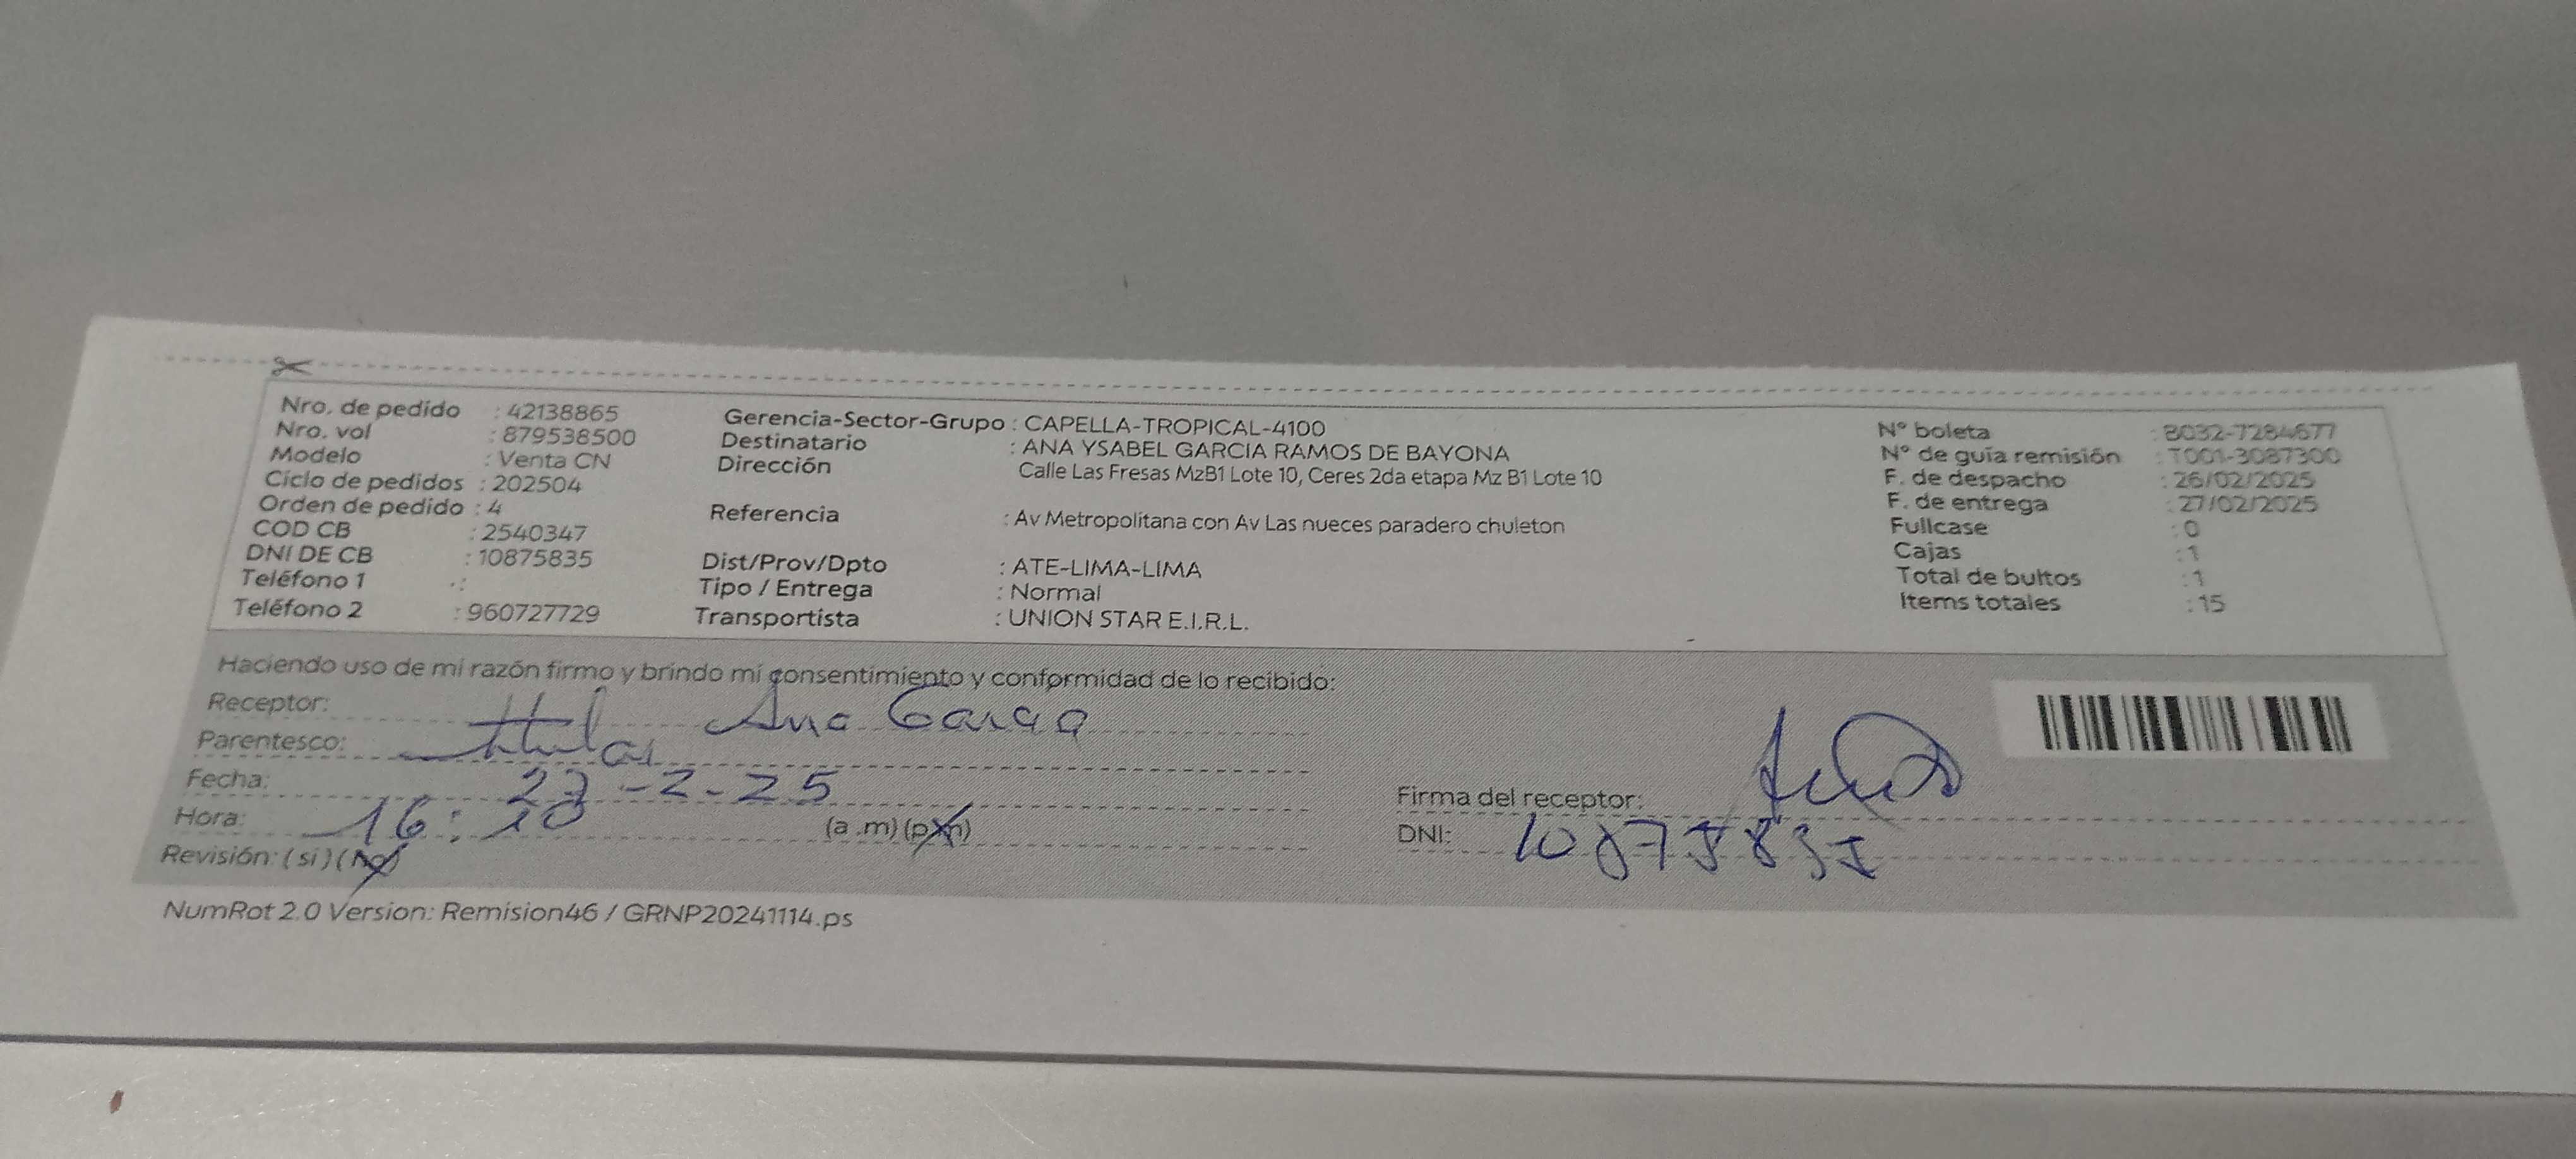 Nro. de pedido : 42138865
Nro. vol : 879538500
Modelo : Venta CN
Ciclo de pedidos : 202504
Orden de pedido : 4
COD CB : 2540347
DNI DE CB : 10875835
Teléfono 1 :
Teléfono 2 : 960727729
Gerencia-Sector-Grupo : CAPELLA-TROPICAL-4100
Destinatario : ANA YSABEL GARCIA RAMOS DE BAYONA
Dirección Calle Las Fresas MzB1 Lote 10, Ceres 2da etapa Mz B1 Lote 10
Referencia : Av Metropolitana con Av Las nueces paradero chuleton
Dist/Prov/Dpto : ATE-LIMA-LIMA
Tipo / Entrega : Normal
Transportista : UNION STAR E.I.R.L.
N° boleta : B032-7284677
N° de guía remisión : T001-3087300
F. de despacho : 26/02/2025
F. de entrega : 27/02/2025
Fullcase : 0
Cajas : 1
Total de bultos : 1
Items totales : 15
Haciendo uso de mi razón firmo y brindo mi consentimiento y conformidad de lo recibido:
Receptor: Ana Garcia
Parentesco: titular
Fecha: 27-2-25
Hora: 16:10 (a.m) (p.m)
Revisión: (si) (no)
Firma del receptor:
DNI: 10875835
NumRot 2.0 Version: Remision46 / GRNP20241114.ps